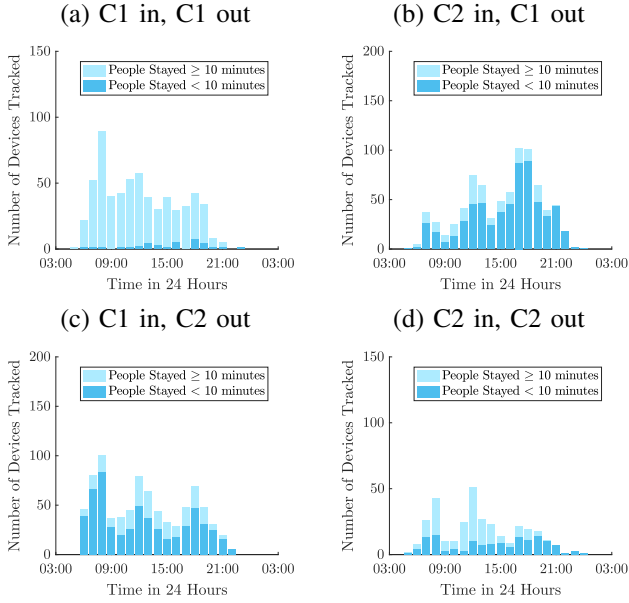 (a) C1 in, C1 out
Number of Devices Tracked
150
100
50
0
People Stayed ≥ 10 minutes
People Stayed < 10 minutes
03:00 09:00 15:00 21:00 03:00
Time in 24 Hours
(b) C2 in, C1 out
Number of Devices Tracked
200
150
100
50
0
People Stayed ≥ 10 minutes
People Stayed < 10 minutes
03:00 09:00 15:00 21:00 03:00
Time in 24 Hours
(c) C1 in, C2 out
Number of Devices Tracked
200
150
100
50
0
People Stayed ≥ 10 minutes
People Stayed < 10 minutes
03:00 09:00 15:00 21:00 03:00
Time in 24 Hours
(d) C2 in, C2 out
Number of Devices Tracked
150
100
50
0
People Stayed ≥ 10 minutes
People Stayed < 10 minutes
03:00 09:00 15:00 21:00 03:00
Time in 24 Hours